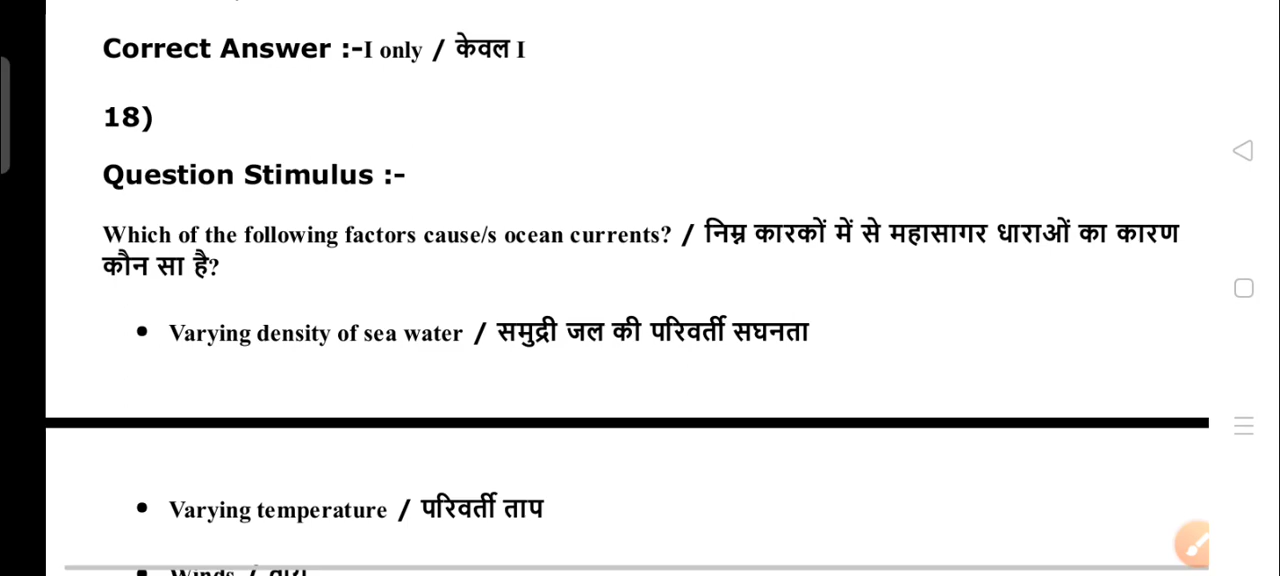 Correct Answer :-I only / केवल I
18)
Question Stimulus :-
Which of the following factors cause/s ocean currents? / निम्न कारकों में से महासागर धाराओं का कारण
कौन सा है?
• Varying density of sea water / समुद्री जल की परिवर्ती सघनता
• Varying temperature / परिवर्ती ताप
• Winds /